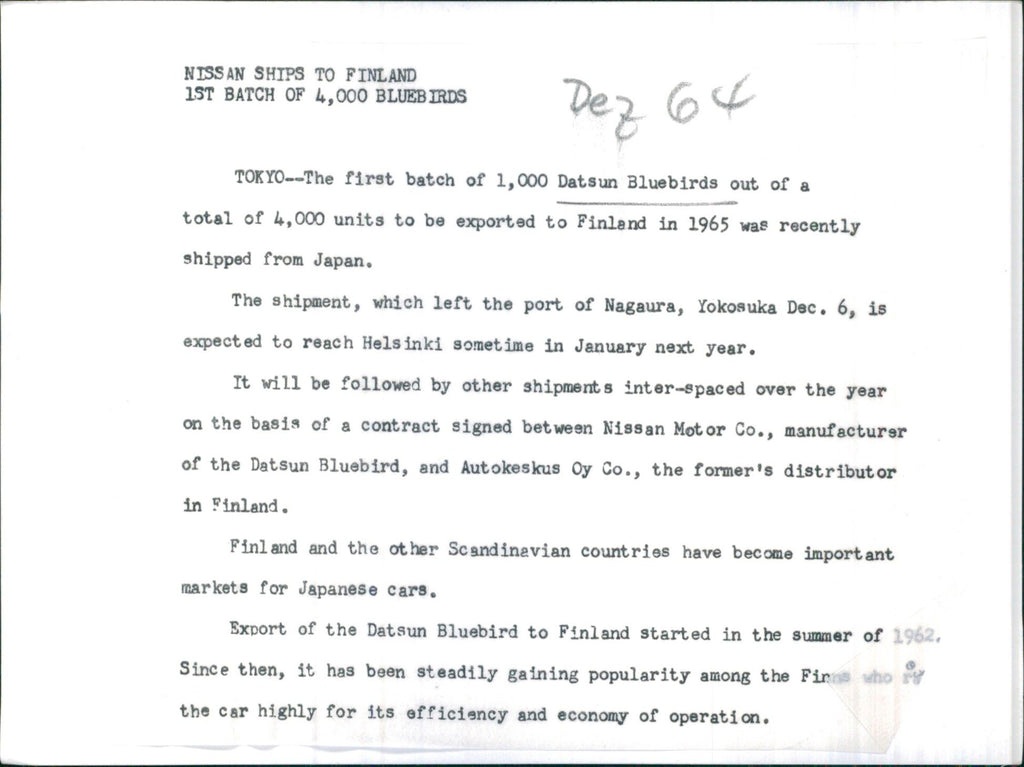 NISSAN SHIPS TO FINLAND
1ST BATCH OF 4,000 BLUEBIRDS
Dez 64
TOKYO--The first batch of 1,000 Datsun Bluebirds out of a
total of 4,000 units to be exported to Finland in 1965 was recently
shipped from Japan.
The shipment, which left the port of Nagaura, Yokosuka Dec. 6, is
expected to reach Helsinki sometime in January next year.
It will be followed by other shipments inter-spaced over the year
on the basis of a contract signed between Nissan Motor Co., manufacturer
of the Datsun Bluebird, and Autokeskus Oy Co., the former's distributor
in Finland.
Finland and the other Scandinavian countries have become important
markets for Japanese cars.
Export of the Datsun Bluebird to Finland started in the summer of 1962.
Since then, it has been steadily gaining popularity among the Finns who
the car highly for its efficiency and economy of operation.